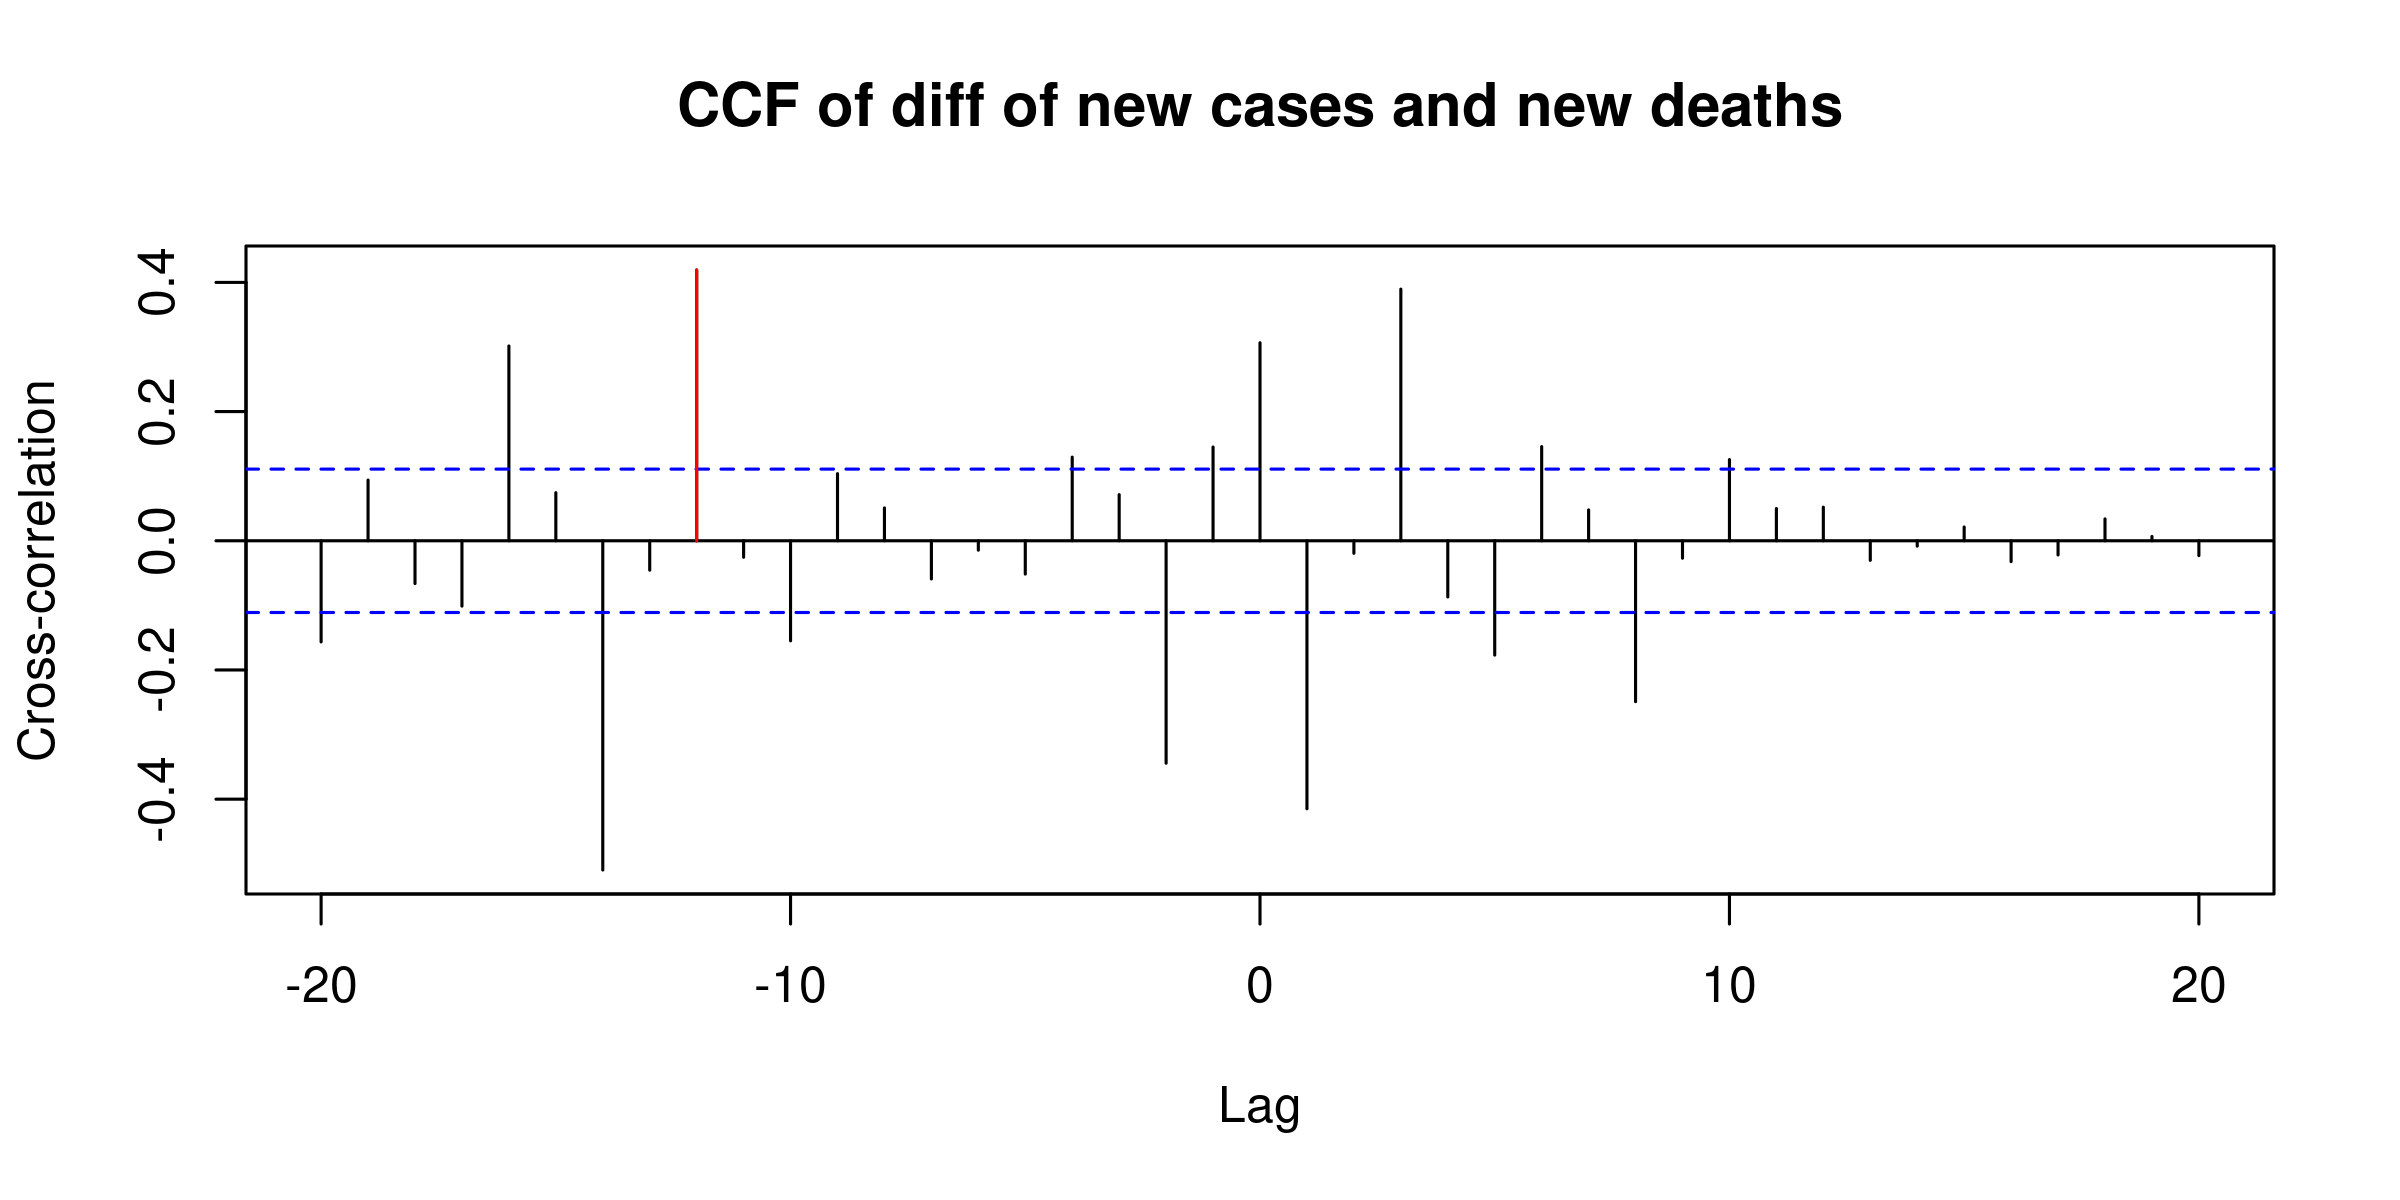 CCF of diff of new cases and new deaths
Cross-correlation
0.4
0.2
0.0
-0.2
-0.4
-20 -10 0 10 20
Lag